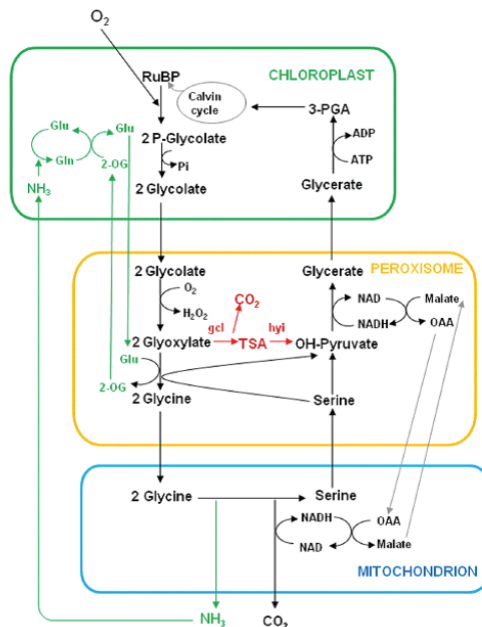 O2
CHLOROPLAST
RuBP
Calvin
cycle
3-PGA
Glu
Glu
2 P-Glycolate
ADP
Gln
2-OG
Pi
ATP
NH3
2 Glycolate
Glycerate
2 Glycolate
Glycerate
PEROXISOME
O2
CO2
NAD
Malate
H2O2
NADH
OAA
gcl
hyi
2 Glyoxylate
TSA
OH-Pyruvate
Glu
2-OG
2 Glycine
Serine
2 Glycine
Serine
NADH
OAA
NAD
Malate
MITOCHONDRION
NH3
CO2